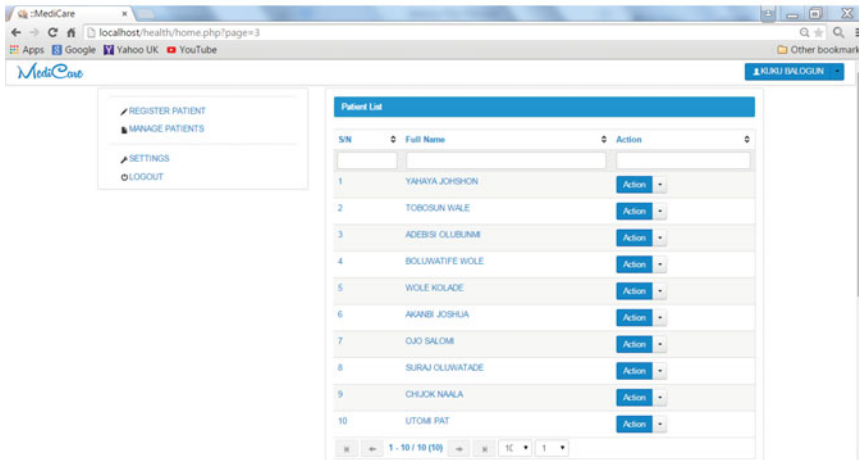 ::MediCare
localhost/health/home.php?page=3
Apps Google Yahoo UK YouTube Other bookmark
MediCare KUKU BALOGUN
REGISTER PATIENT
MANAGE PATIENTS
SETTINGS
LOGOUT
Patient List
S/N Full Name Action
1 YAHAYA JOHSHON Action
2 TOBOSUN WALE Action
3 ADEBISI OLUBUNMI Action
4 BOLUWATIFE WOLE Action
5 WOLE KOLADE Action
6 AKANBI JOSHUA Action
7 OJO SALOMI Action
8 SURAJ OLUWATADE Action
9 CHIJOK NAALA Action
10 UTOMI PAT Action
1 - 10 / 10 (10) 1